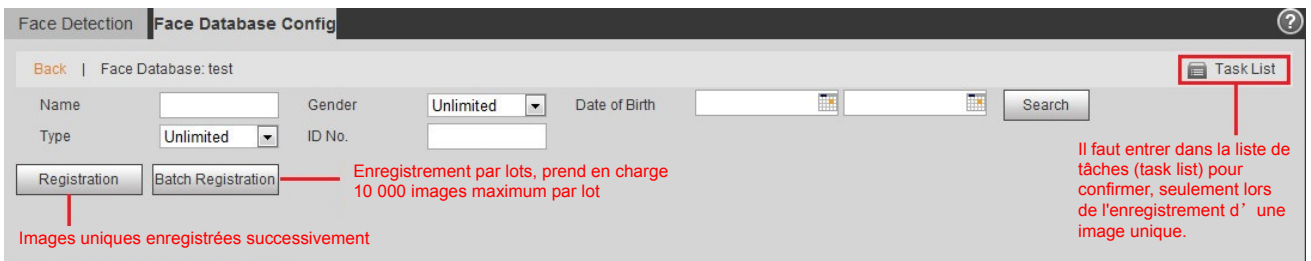 Face Detection Face Database Config ?
Back | Face Database: test Task List
Name Gender Unlimited Date of Birth Search
Type Unlimited ID No.
Registration Batch Registration
Enregistrement par lots, prend en charge
10 000 images maximum par lot
Images uniques enregistrées successivement
Il faut entrer dans la liste de
tâches (task list) pour
confirmer, seulement lors
de l'enregistrement d’ une
image unique.